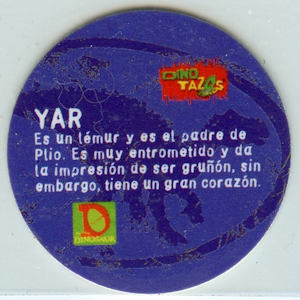 DINO
TAZOS
YAR
Es un lémur y es el padre de
Plio. Es muy entrometido y da
la impresión de ser gruñón, sin
embargo, tiene un gran corazón.
D
DINOSAUR